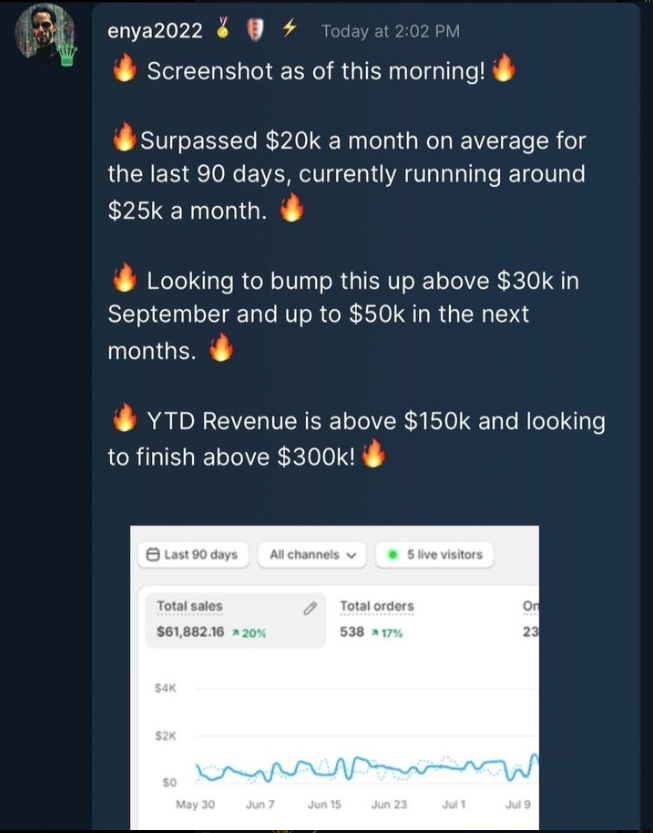 enya2022 🏅 ⚡ Today at 2:02 PM
🔥 Screenshot as of this morning! 🔥
🔥Surpassed $20k a month on average for
the last 90 days, currently runnning around
$25k a month. 🔥
🔥 Looking to bump this up above $30k in
September and up to $50k in the next
months. 🔥
🔥 YTD Revenue is above $150k and looking
to finish above $300k! 🔥
Last 90 days All channels 5 live visitors
Total sales Total orders On
$61,882.16 ↗ 20% 538 ↗ 17% 23
$4K
$2K
$0
May 30 Jun 7 Jun 15 Jun 23 Jul 1 Jul 9